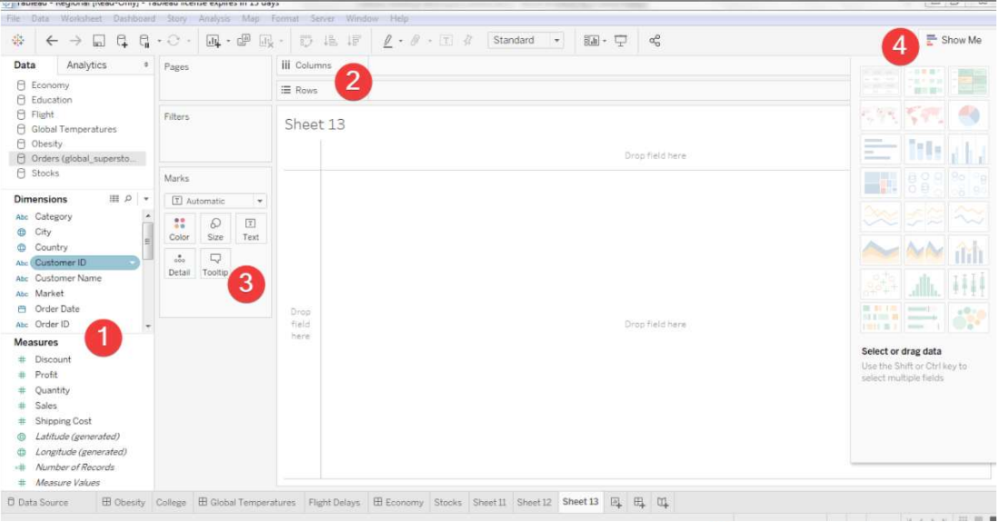 Tableau - Regional [Read-Only] - Tableau license expires in 13 days
File Data Worksheet Dashboard Story Analysis Map Format Server Window Help
Standard
Show Me
4
Data Analytics
Economy
Education
Flight
Global Temperatures
Obesity
Orders (global_supersto...
Stocks
Dimensions
Abc Category
City
Country
Abc Customer ID
Abc Customer Name
Abc Market
Order Date
Abc Order ID
1
Measures
# Discount
# Profit
# Quantity
# Sales
# Shipping Cost
Latitude (generated)
Longitude (generated)
=# Number of Records
# Measure Values
Pages
Filters
Marks
T Automatic
Color Size Text
Detail Tooltip
3
iii Columns
Rows
2
Sheet 13
Drop field here
Drop
field
here
Drop field here
Select or drag data
Use the Shift or Ctrl key to
select multiple fields
Data Source Obesity College Global Temperatures Flight Delays Economy Stocks Sheet 11 Sheet 12 Sheet 13